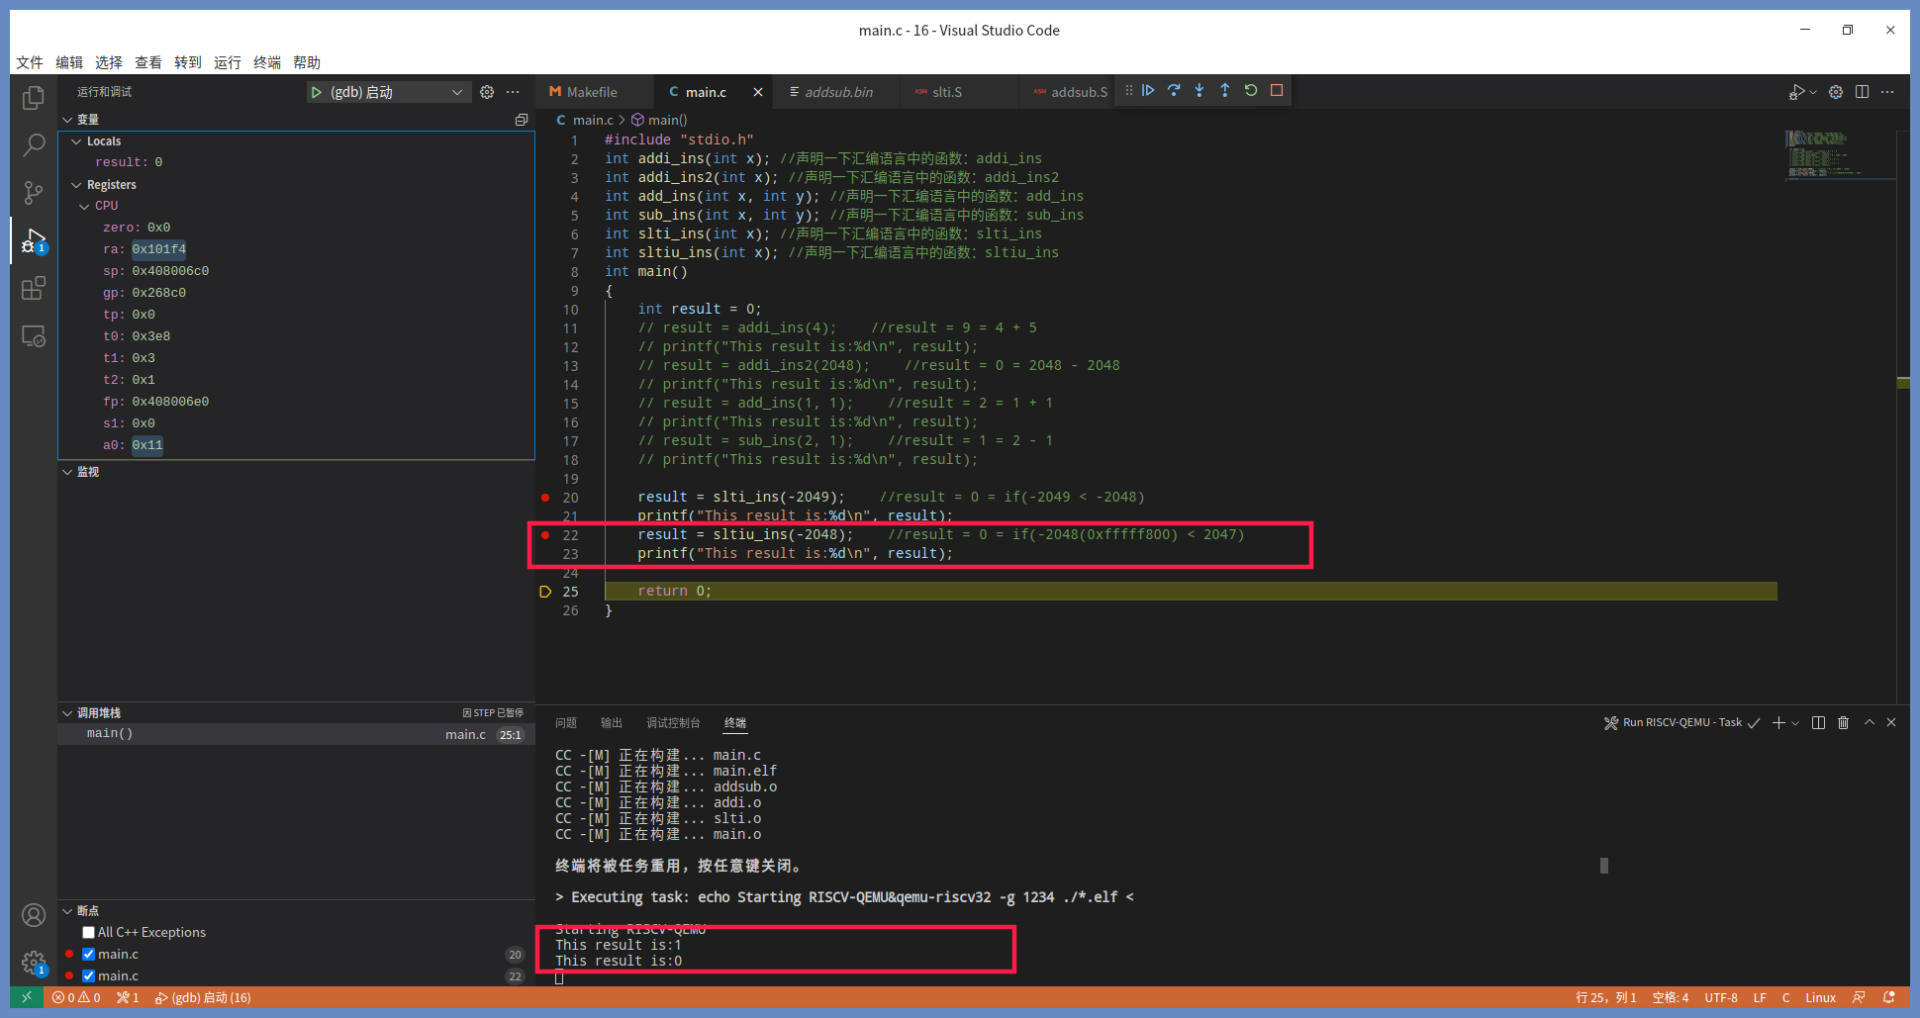 main.c - 16 - Visual Studio Code
文件 编辑 选择 查看 转到 运行 终端 帮助
运行和调试
(gdb) 启动
变量
Locals
result: 0
Registers
CPU
zero: 0x0
ra: 0x101f4
sp: 0x408006c0
gp: 0x268c0
tp: 0x0
t0: 0x3e8
t1: 0x3
t2: 0x1
fp: 0x408006e0
s1: 0x0
a0: 0x11
监视
调用堆栈 因 STEP 已暂停
main() main.c 25:1
断点
All C++ Exceptions
main.c 20
main.c 22
1
1
M Makefile C main.c addsub.bin ASM slti.S ASM addsub.S
C main.c > main()
1 #include "stdio.h"
2 int addi_ins(int x); //声明一下汇编语言中的函数: addi_ins
3 int addi_ins2(int x); //声明一下汇编语言中的函数: addi_ins2
4 int add_ins(int x, int y); //声明一下汇编语言中的函数: add_ins
5 int sub_ins(int x, int y); //声明一下汇编语言中的函数: sub_ins
6 int slti_ins(int x); //声明一下汇编语言中的函数: slti_ins
7 int sltiu_ins(int x); //声明一下汇编语言中的函数: sltiu_ins
8 int main()
9 {
10 int result = 0;
11 // result = addi_ins(4); //result = 9 = 4 + 5
12 // printf("This result is:%d\n", result);
13 // result = addi_ins2(2048); //result = 0 = 2048 - 2048
14 // printf("This result is:%d\n", result);
15 // result = add_ins(1, 1); //result = 2 = 1 + 1
16 // printf("This result is:%d\n", result);
17 // result = sub_ins(2, 1); //result = 1 = 2 - 1
18 // printf("This result is:%d\n", result);
19
20 result = slti_ins(-2049); //result = 0 = if(-2049 < -2048)
21 printf("This result is:%d\n", result);
22 result = sltiu_ins(-2048); //result = 0 = if(-2048(0xfffff800) < 2047)
23 printf("This result is:%d\n", result);
24
25 return 0;
26 }
问题 输出 调试控制台 终端
Run RISCV-QEMU - Task
CC -[M] 正在构建... main.c
CC -[M] 正在构建... main.elf
CC -[M] 正在构建... addsub.o
CC -[M] 正在构建... addi.o
CC -[M] 正在构建... slti.o
CC -[M] 正在构建... main.o
终端将被任务重用，按任意键关闭。
> Executing task: echo Starting RISCV-QEMU&qemu-riscv32 -g 1234 ./*.elf <
Starting RISCV-QEMU
This result is:1
This result is:0
0 0 1 (gdb) 启动 (16)
行 25，列 1 空格: 4 UTF-8 LF C Linux